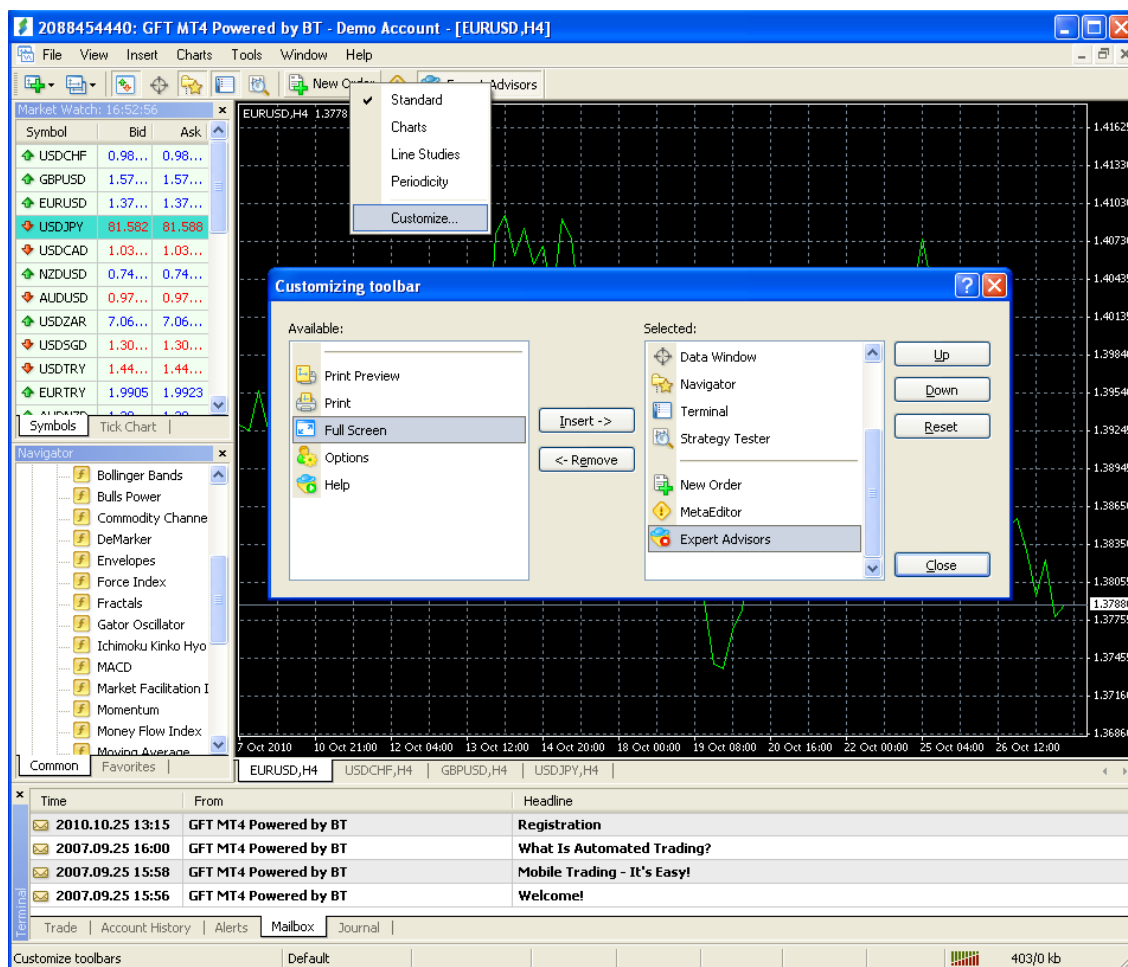 2088454440: GFT MT4 Powered by BT - Demo Account - [EURUSD,H4]
File View Insert Charts Tools Window Help
New Advisors
Standard
Charts
Line Studies
Periodicity
Customize...
Market Watch: 16:52:56
Symbol Bid Ask
USDCHF 0.98... 0.98...
GBPUSD 1.57... 1.57...
EURUSD 1.37... 1.37...
USDJPY 81.582 81.588
USDCAD 1.03... 1.03...
NZDUSD 0.74... 0.74...
AUDUSD 0.97... 0.97...
USDZAR 7.06... 7.06...
USDSGD 1.30... 1.30...
USDTRY 1.44... 1.44...
EURTRY 1.9905 1.9923
Symbols Tick Chart
Navigator
Bollinger Bands
Bulls Power
Commodity Channe
DeMarker
Envelopes
Force Index
Fractals
Gator Oscillator
Ichimoku Kinko Hyo
MACD
Market Facilitation I
Momentum
Money Flow Index
Moving Average
Common Favorites
EURUSD,H4 1.3778
1.41625
1.41330
1.41030
1.40730
1.40435
1.40135
1.39840
1.39540
1.39245
1.38945
1.38650
1.38350
1.38055
1.37880
1.37755
1.37455
1.37160
1.36860
7 Oct 2010 10 Oct 21:00 12 Oct 04:00 13 Oct 12:00 14 Oct 20:00 18 Oct 00:00 19 Oct 08:00 20 Oct 16:00 22 Oct 00:00 25 Oct 04:00 26 Oct 12:00
EURUSD,H4 USDCHF,H4 GBPUSD,H4 USDJPY,H4
Customizing toolbar
Available:
Print Preview
Print
Full Screen
Options
Help
Insert ->
<- Remove
Selected:
Data Window
Navigator
Terminal
Strategy Tester
New Order
MetaEditor
Expert Advisors
Up
Down
Reset
Close
Time From Headline
2010.10.25 13:15 GFT MT4 Powered by BT Registration
2007.09.25 16:00 GFT MT4 Powered by BT What Is Automated Trading?
2007.09.25 15:58 GFT MT4 Powered by BT Mobile Trading - It's Easy!
2007.09.25 15:56 GFT MT4 Powered by BT Welcome!
Terminal
Trade Account History Alerts Mailbox Journal
Customize toolbars Default 403/0 kb